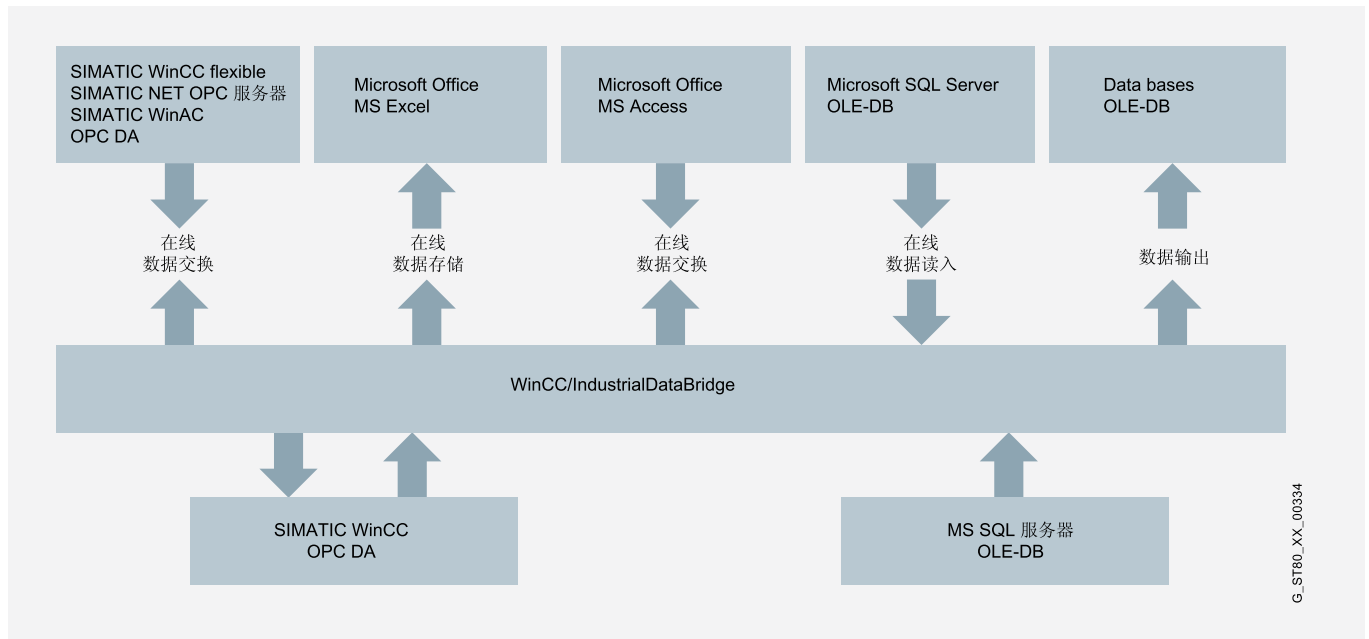 SIMATIC WinCC flexible
SIMATIC NET OPC 服务器
SIMATIC WinAC
OPC DA
Microsoft Office
MS Excel
Microsoft Office
MS Access
Microsoft SQL Server
OLE-DB
Data bases
OLE-DB
在线
数据交换
在线
数据存储
在线
数据交换
在线
数据读入
数据输出
WinCC/IndustrialDataBridge
SIMATIC WinCC
OPC DA
MS SQL 服务器
OLE-DB
G_ST80_XX_00334